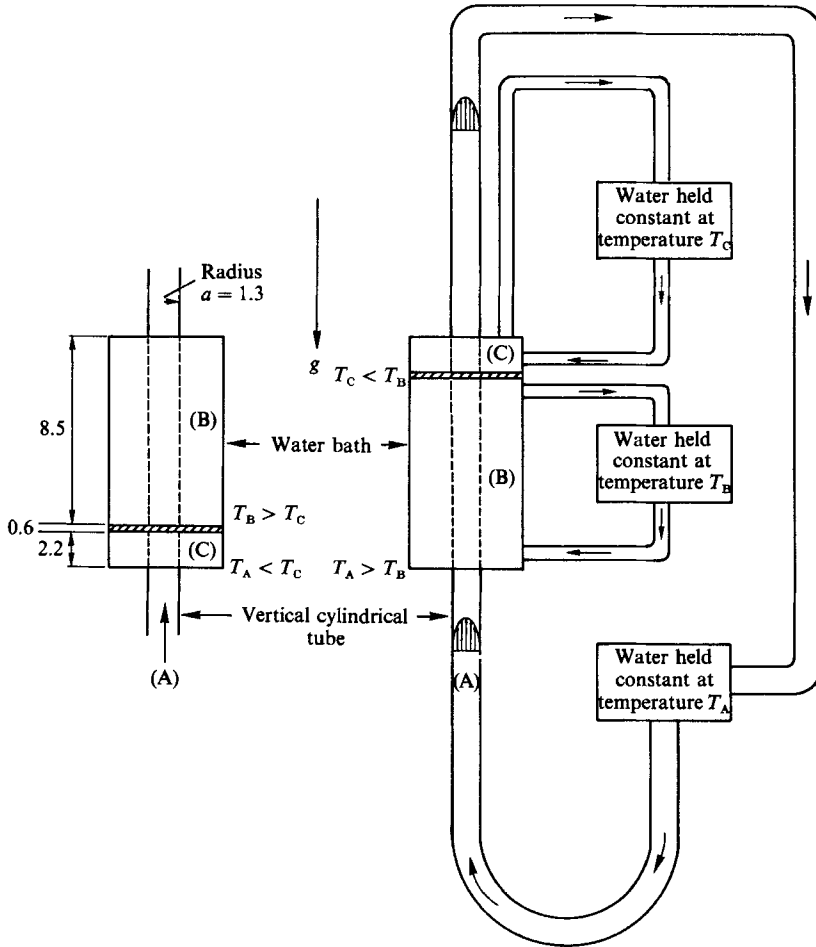 Water held
constant at
temperature T_C
Radius
a = 1.3
g
(C)
T_C < T_B
8.5
(B)
Water bath
Water held
constant at
temperature T_B
(B)
T_B > T_C
0.6
2.2
(C)
T_A < T_C
T_A > T_B
Vertical cylindrical
tube
(A)
(A)
Water held
constant at
temperature T_A